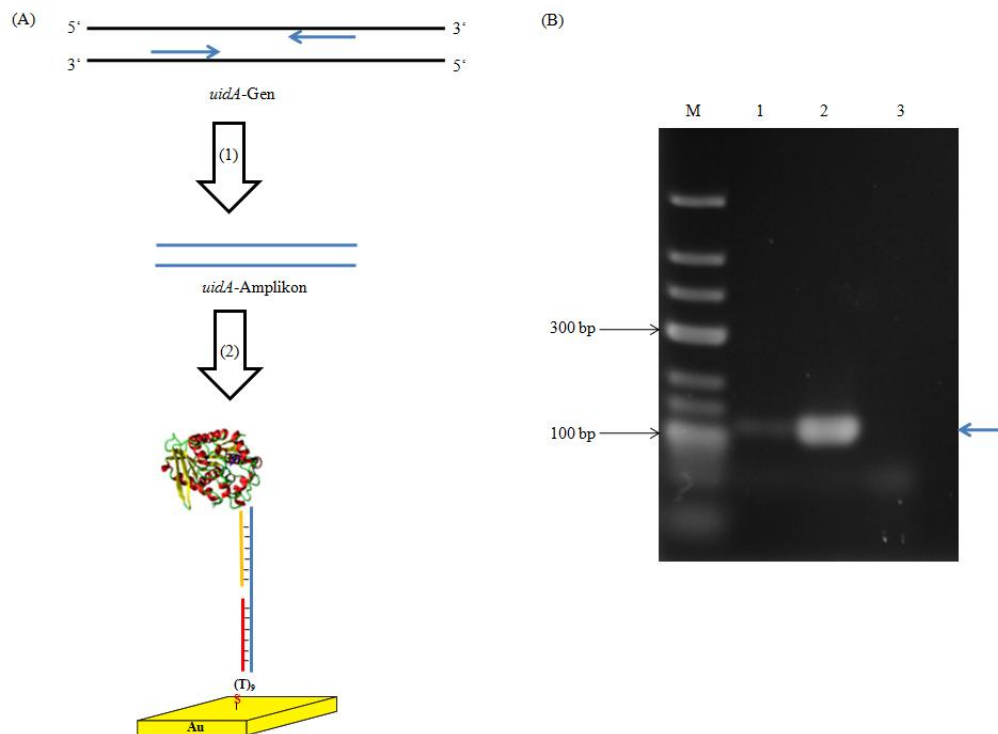 (A)
5‘ 3‘
3‘ 5‘
uidA-Gen
(1)
uidA-Amplikon
(2)
(T)₉
S
Au
(B)
M 1 2 3
300 bp
100 bp